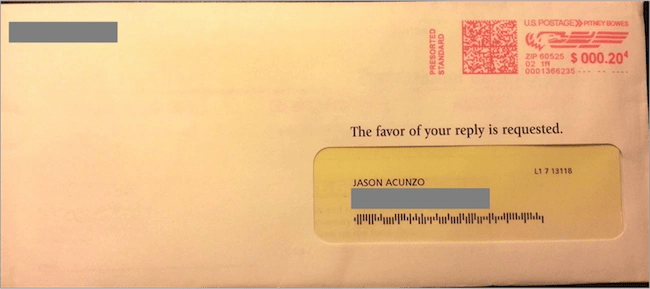 PRESORTED
STANDARD
U.S. POSTAGE PITNEY BOWES
ZIP 60525 $ 000.20⁴
02 1R
0001366235
The favor of your reply is requested.
L1 7 13118
JASON ACUNZO